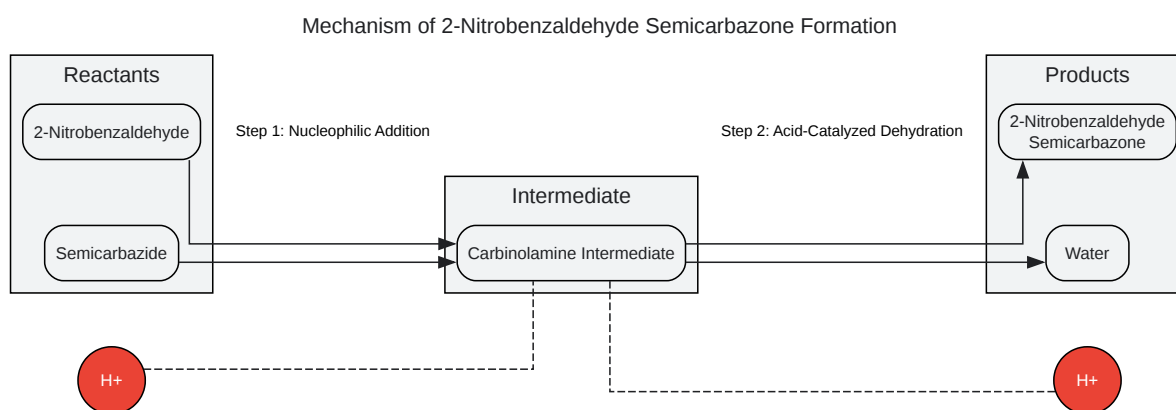 Mechanism of 2-Nitrobenzaldehyde Semicarbazone Formation
Reactants
2-Nitrobenzaldehyde
Semicarbazide
Step 1: Nucleophilic Addition
Intermediate
Carbinolamine Intermediate
Step 2: Acid-Catalyzed Dehydration
Products
2-Nitrobenzaldehyde
Semicarbazone
Water
H+
H+